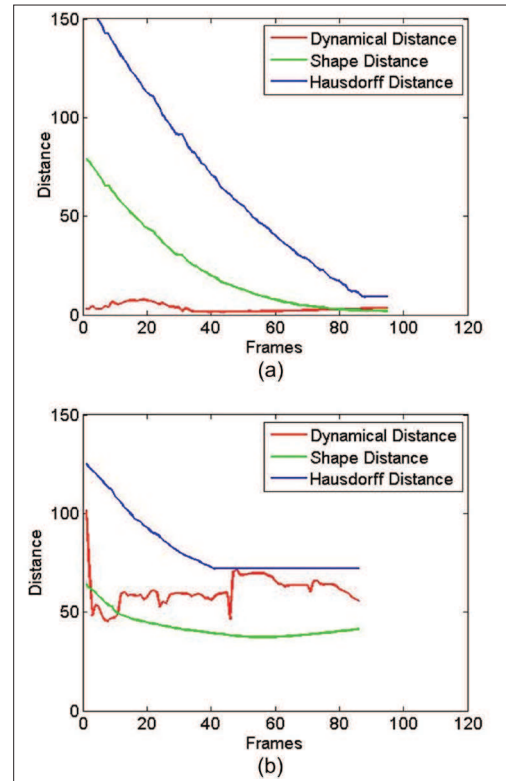 150
100
50
0
Distance
Dynamical Distance
Shape Distance
Hausdorff Distance
0 20 40 60 80 100 120
Frames
(a)
150
100
50
0
Distance
Dynamical Distance
Shape Distance
Hausdorff Distance
0 20 40 60 80 100 120
Frames
(b)